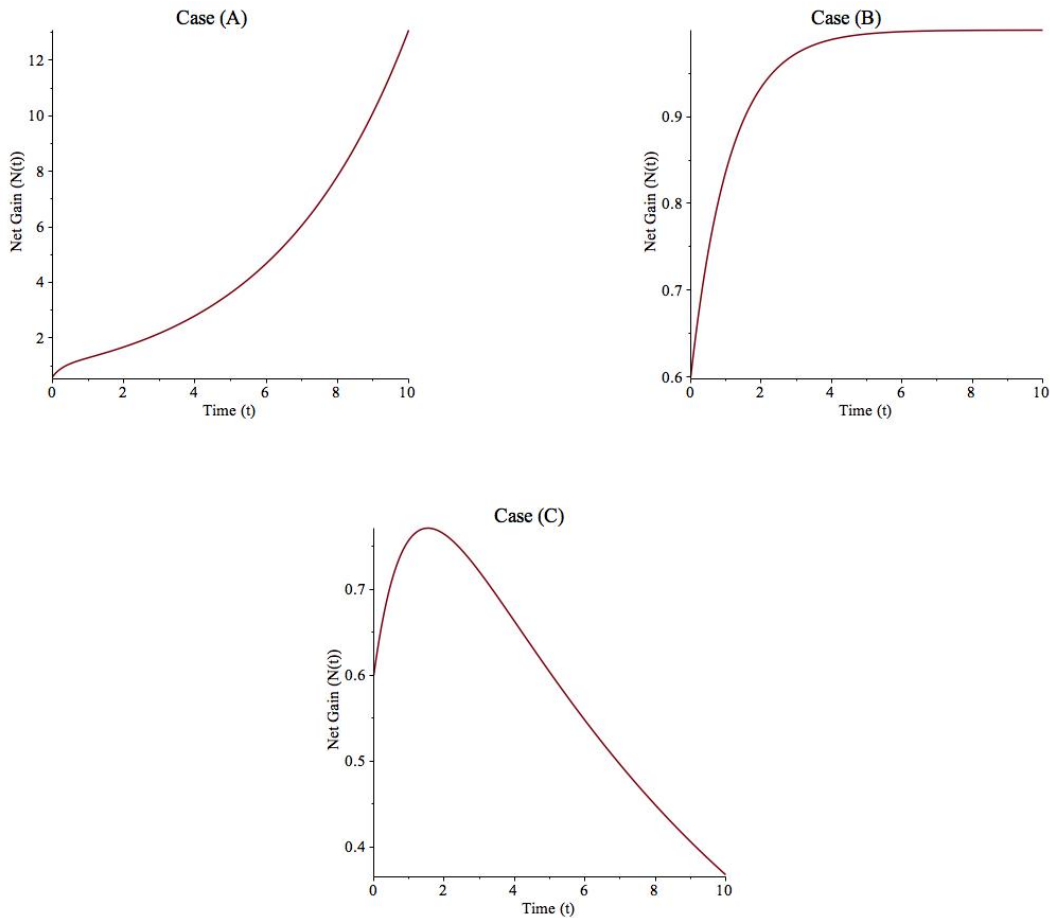 Case (A)
Net Gain (N(t))
12
10
8
6
4
2
0 2 4 6 8 10
Time (t)
Case (B)
Net Gain (N(t))
0.9
0.8
0.7
0.6
0 2 4 6 8 10
Time (t)
Case (C)
Net Gain (N(t))
0.7
0.6
0.5
0.4
0 2 4 6 8 10
Time (t)